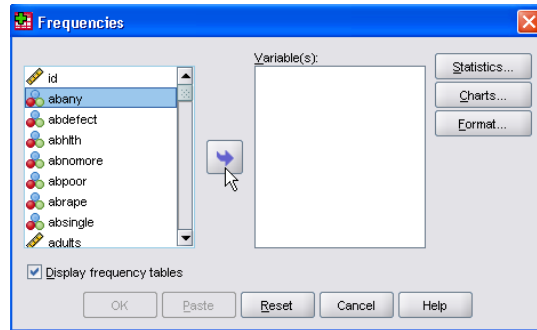 Frequencies
Variable(s):
id
abany
abdefect
abhlth
abnomore
abpoor
abrape
absingle
adults
Statistics...
Charts...
Format...
Display frequency tables
OK Paste Reset Cancel Help